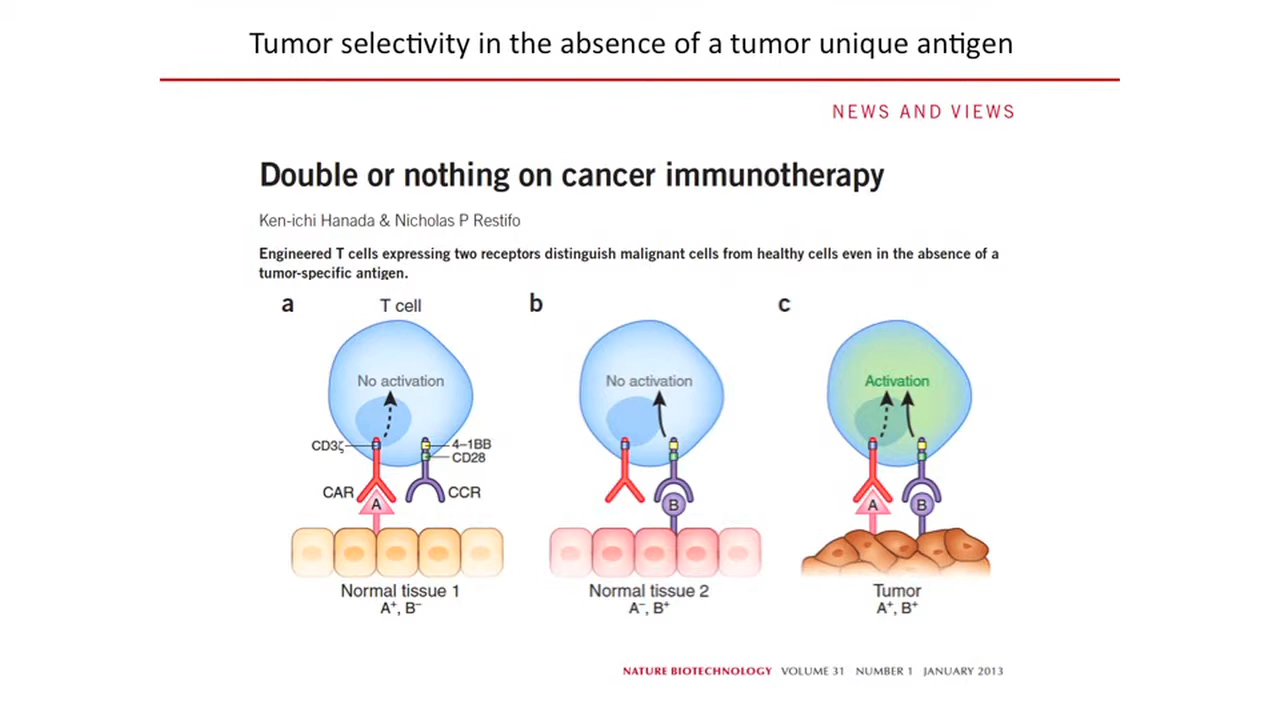 Tumor selectivity in the absence of a tumor unique antigen
NEWS AND VIEWS
Double or nothing on cancer immunotherapy
Ken-ichi Hanada & Nicholas P Restifo
Engineered T cells expressing two receptors distinguish malignant cells from healthy cells even in the absence of a
tumor-specific antigen.
a
T cell
No activation
CD3ζ
4–1BB
CD28
CAR
CCR
A
Normal tissue 1
A⁺, B⁻
b
No activation
B
Normal tissue 2
A⁻, B⁺
c
Activation
A
B
Tumor
A⁺, B⁺
NATURE BIOTECHNOLOGY VOLUME 31 NUMBER 1 JANUARY 2013